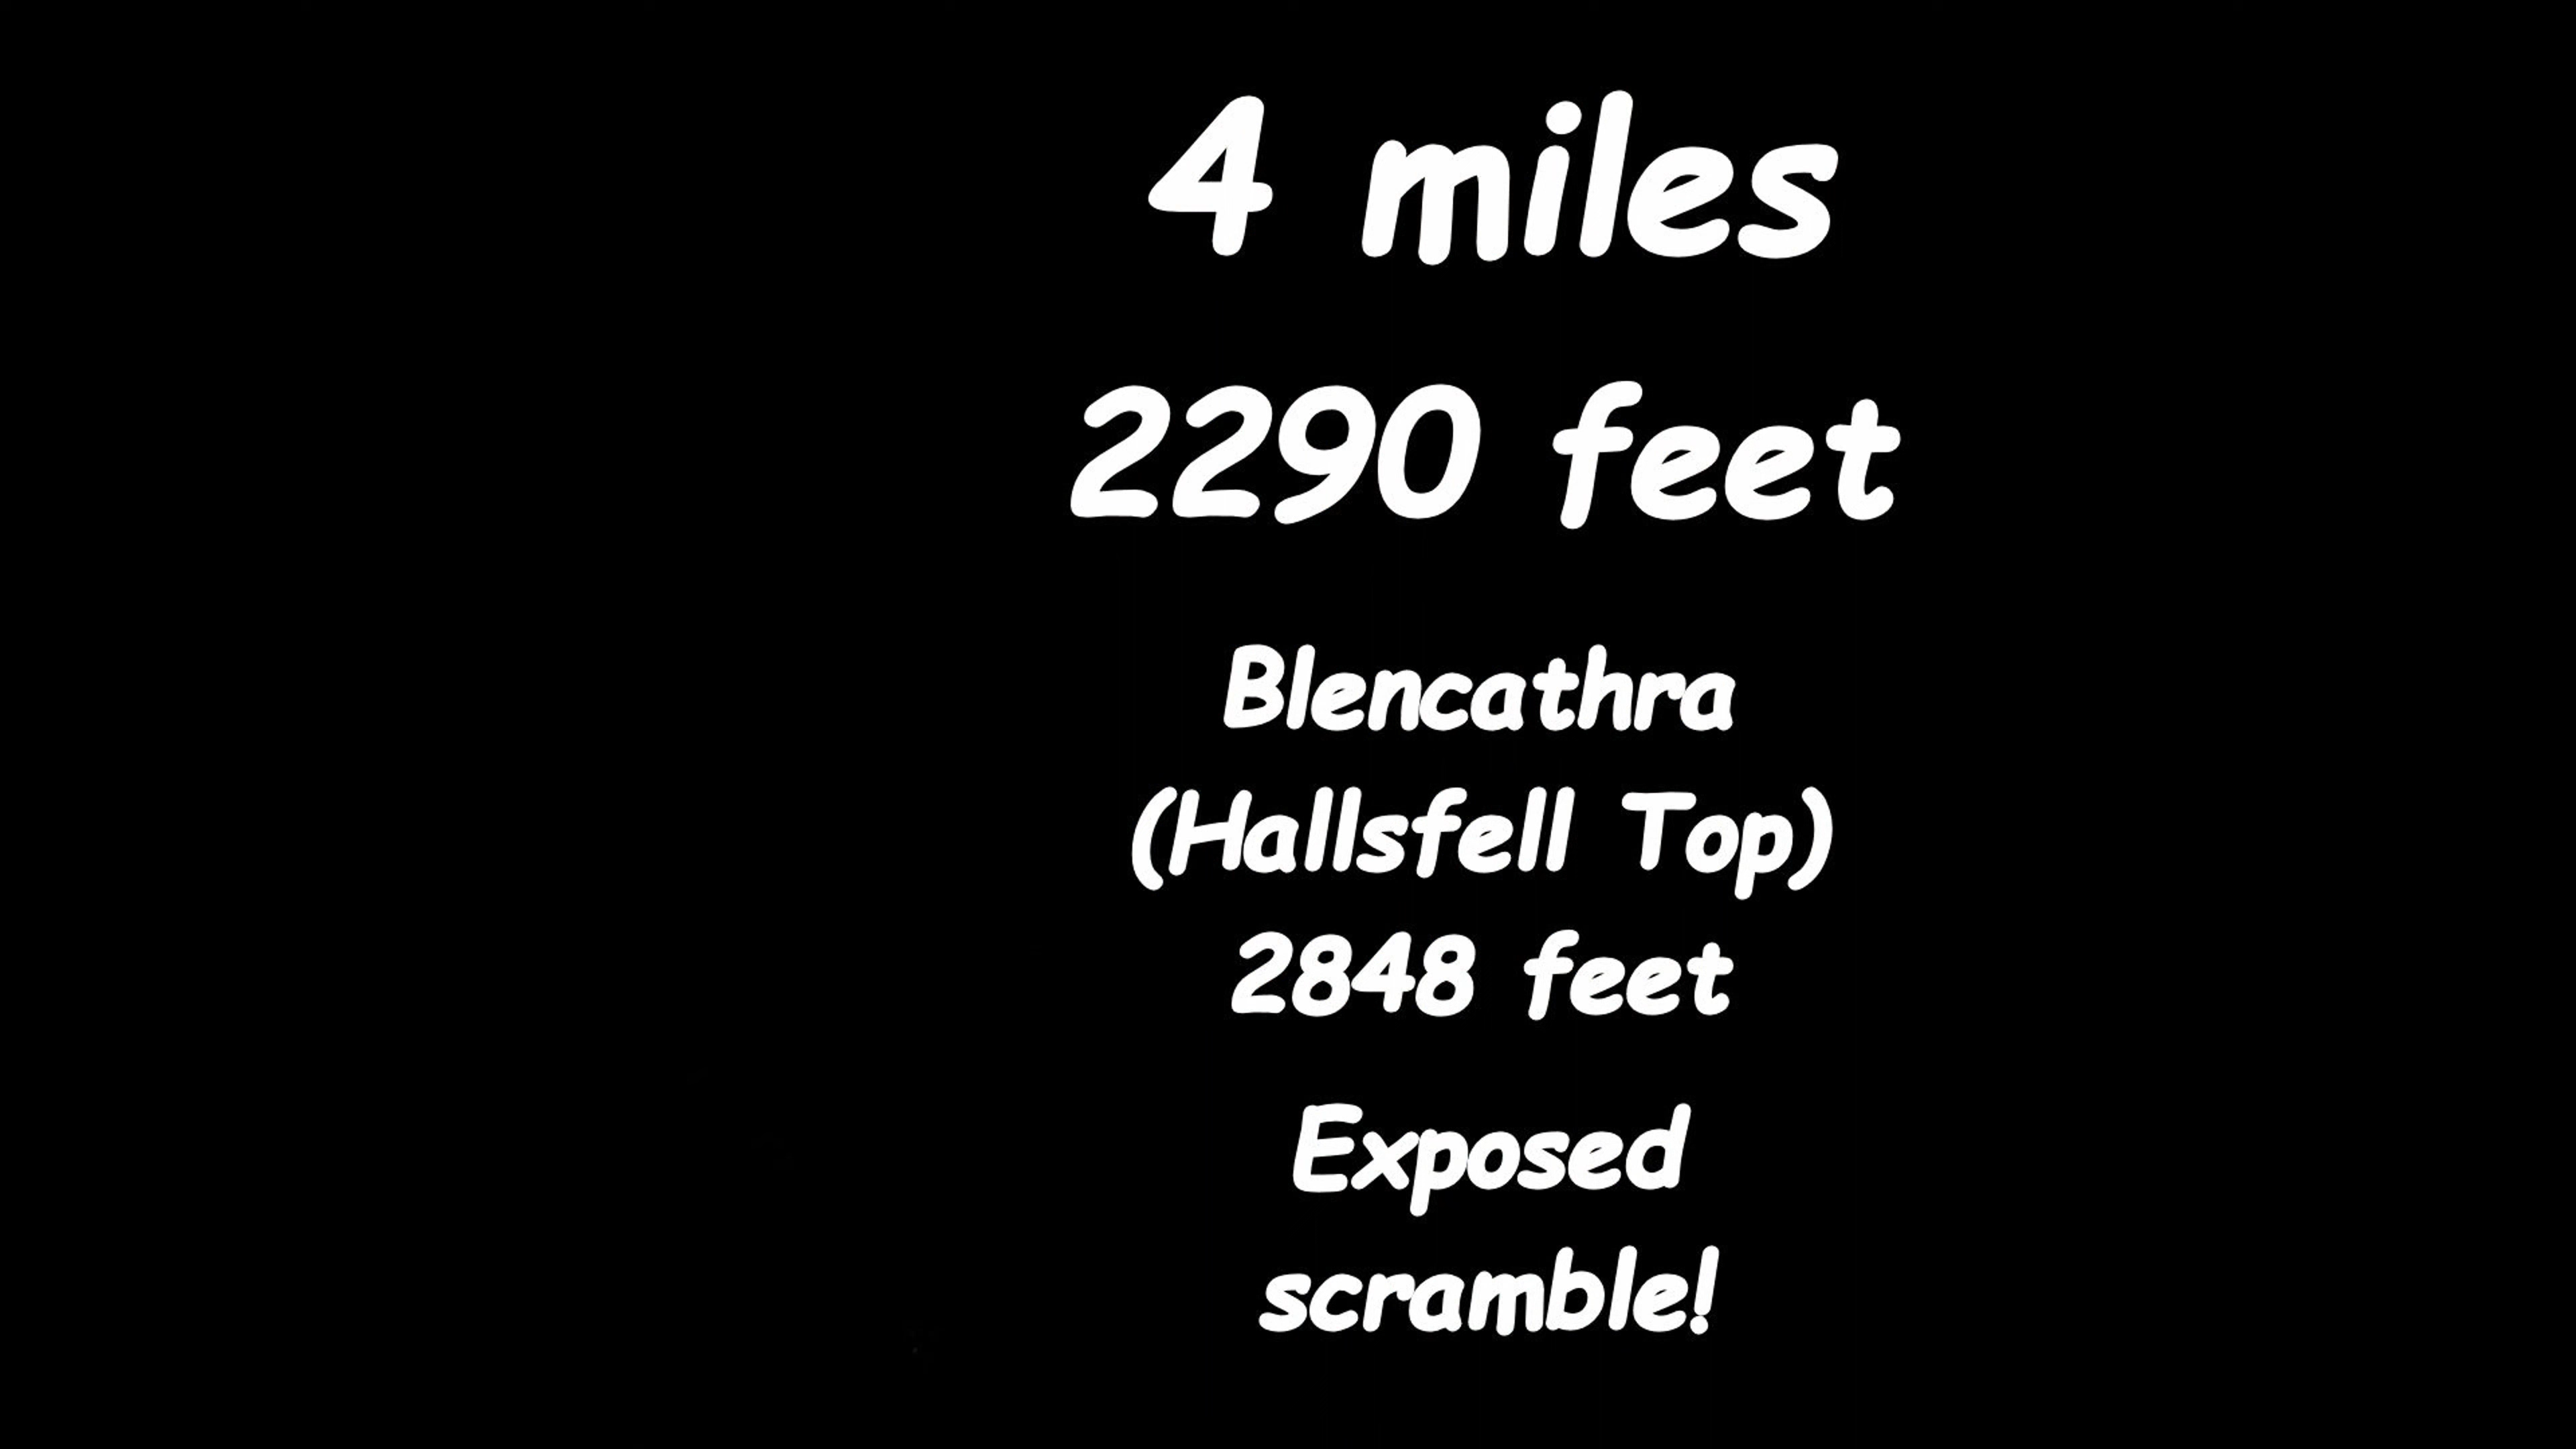 4 miles
2290 feet
Blencathra
(Hallsfell Top)
2848 feet
Exposed
scramble!